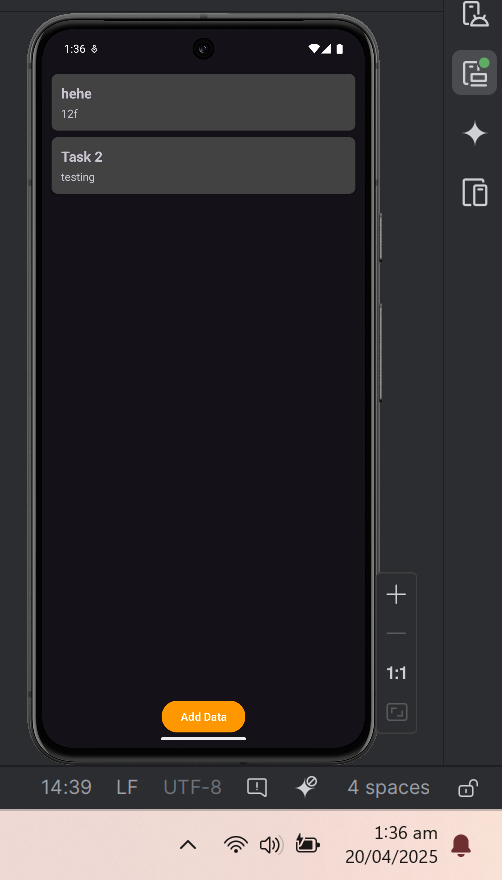 1:36
hehe
12f
Task 2
testing
1:1
Add Data
14:39 LF UTF-8 4 spaces
1:36 am
20/04/2025